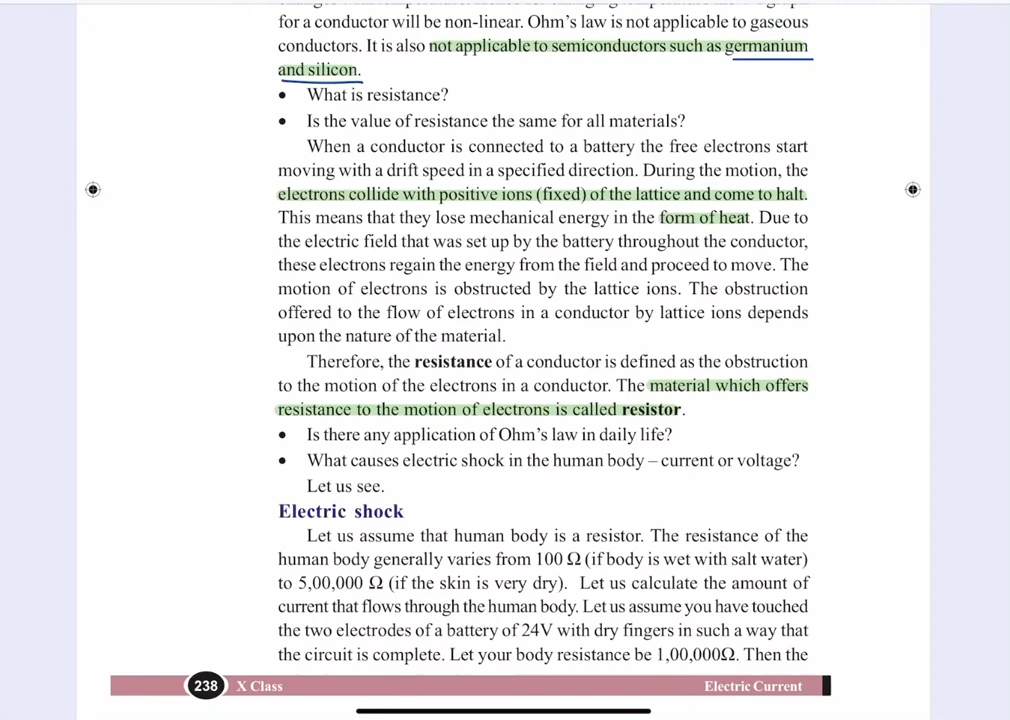 for a conductor will be non-linear. Ohm's law is not applicable to gaseous
conductors. It is also not applicable to semiconductors such as germanium
and silicon.
• What is resistance?
• Is the value of resistance the same for all materials?
When a conductor is connected to a battery the free electrons start
moving with a drift speed in a specified direction. During the motion, the
electrons collide with positive ions (fixed) of the lattice and come to halt.
This means that they lose mechanical energy in the form of heat. Due to
the electric field that was set up by the battery throughout the conductor,
these electrons regain the energy from the field and proceed to move. The
motion of electrons is obstructed by the lattice ions. The obstruction
offered to the flow of electrons in a conductor by lattice ions depends
upon the nature of the material.
Therefore, the resistance of a conductor is defined as the obstruction
to the motion of the electrons in a conductor. The material which offers
resistance to the motion of electrons is called resistor.
• Is there any application of Ohm's law in daily life?
• What causes electric shock in the human body – current or voltage?
Let us see.
Electric shock
Let us assume that human body is a resistor. The resistance of the
human body generally varies from 100 Ω (if body is wet with salt water)
to 5,00,000 Ω (if the skin is very dry). Let us calculate the amount of
current that flows through the human body. Let us assume you have touched
the two electrodes of a battery of 24V with dry fingers in such a way that
the circuit is complete. Let your body resistance be 1,00,000Ω. Then the
238 X Class Electric Current